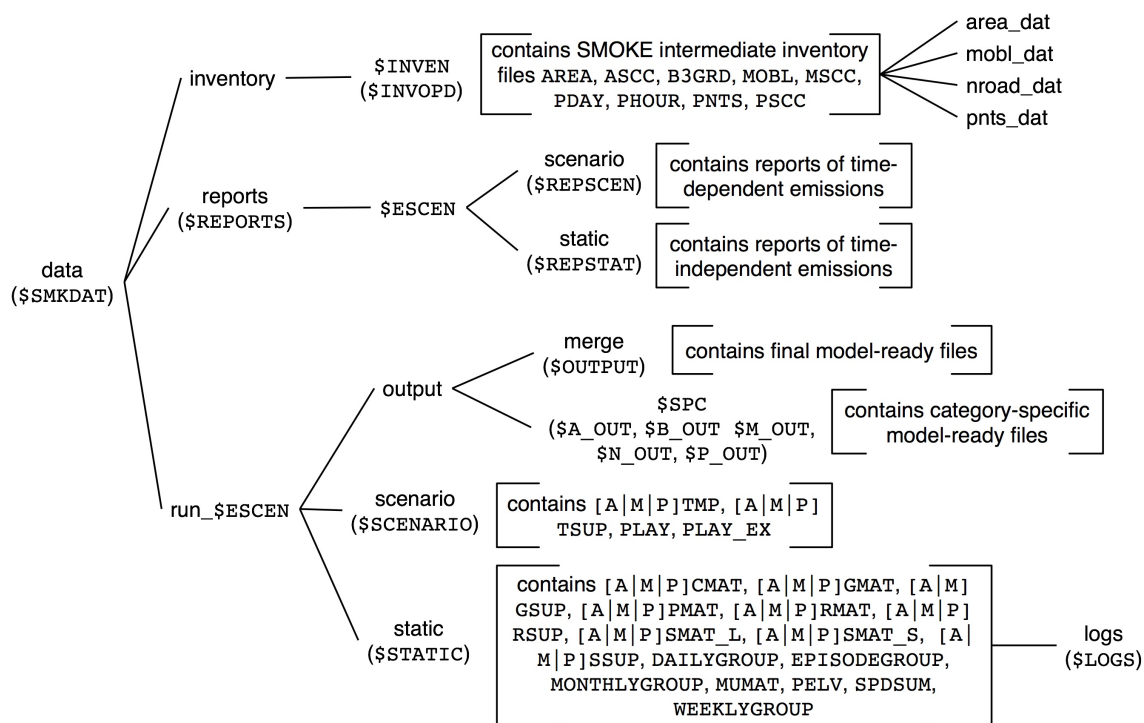 area_dat
mobl_dat
nroad_dat
pnts_dat
inventory
$INVEN
($INVOPD)
contains SMOKE intermediate inventory
files AREA, ASCC, B3GRD, MOBL, MSCC,
PDAY, PHOUR, PNTS, PSCC
reports
($REPORTS)
$ESCEN
scenario
($REPSCEN)
contains reports of time-
dependent emissions
static
($REPSTAT)
contains reports of time-
independent emissions
data
($SMKDAT)
merge
($OUTPUT)
contains final model-ready files
output
$SPC
($A_OUT, $B_OUT $M_OUT,
$N_OUT, $P_OUT)
contains category-specific
model-ready files
run_$ESCEN
scenario
($SCENARIO)
contains [A|M|P]TMP, [A|M|P]
TSUP, PLAY, PLAY_EX
static
($STATIC)
contains [A|M|P]CMAT, [A|M|P]GMAT, [A|M]
GSUP, [A|M|P]PMAT, [A|M|P]RMAT, [A|M|P]
RSUP, [A|M|P]SMAT_L, [A|M|P]SMAT_S, [A|
M|P]SSUP, DAILYGROUP, EPISODEGROUP,
MONTHLYGROUP, MUMAT, PELV, SPDSUM,
WEEKLYGROUP
logs
($LOGS)